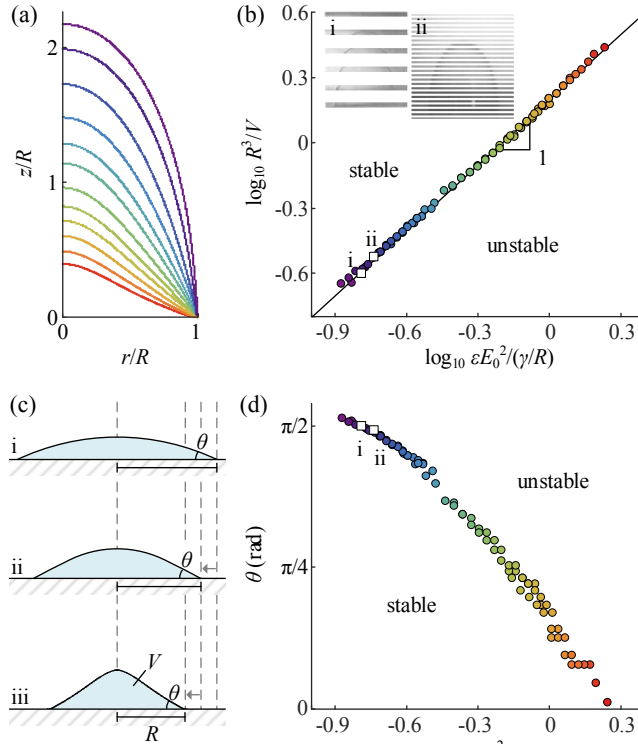 (a)
2
1
0
z/R
0
1
r/R
(b)
i
ii
0.6
0.3
0
-0.3
-0.6
log₁₀ R³/V
stable
1
i
ii
unstable
-0.9
-0.6
-0.3
0
0.3
log₁₀ εE₀²/(γ/R)
(c)
i
θ
ii
θ
iii
V
θ
R
(d)
π/2
π/4
0
θ (rad)
i
ii
unstable
stable
-0.9
-0.6
-0.3
0
0.3